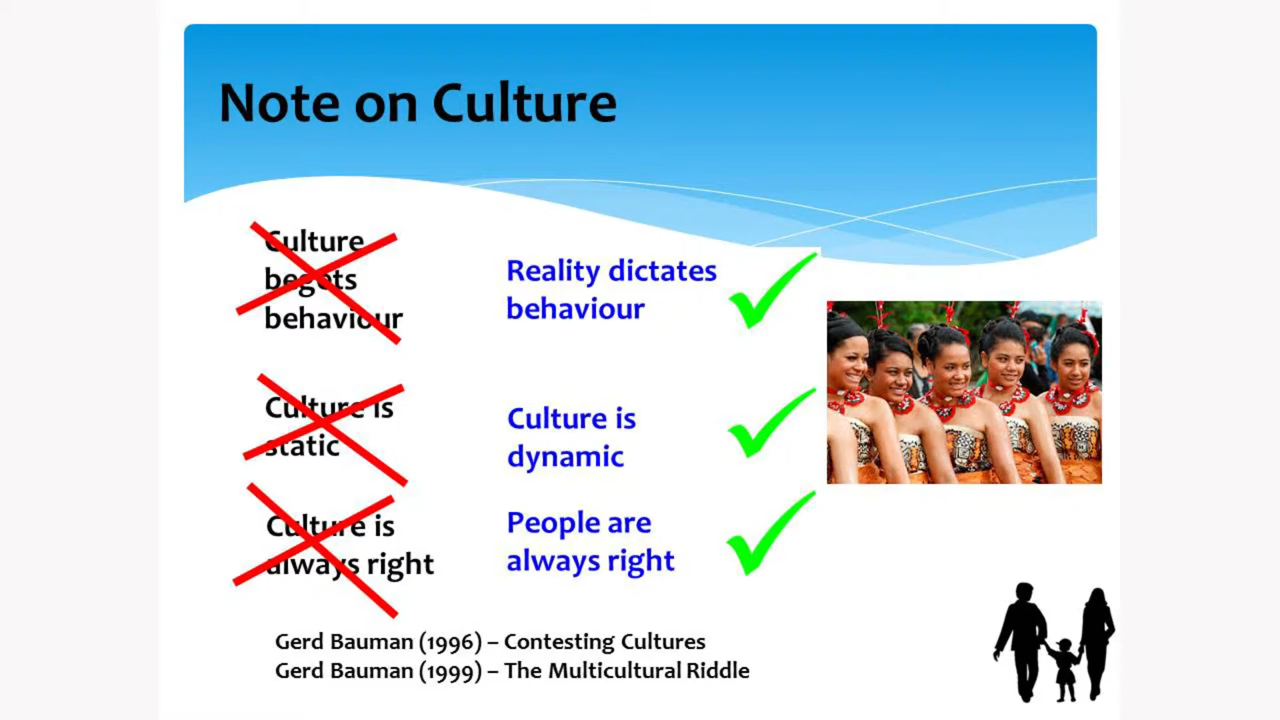 Note on Culture
Culture
begets
behaviour
Reality dictates
behaviour
Culture is
static
Culture is
dynamic
Culture is
always right
People are
always right
Gerd Bauman (1996) – Contesting Cultures
Gerd Bauman (1999) – The Multicultural Riddle